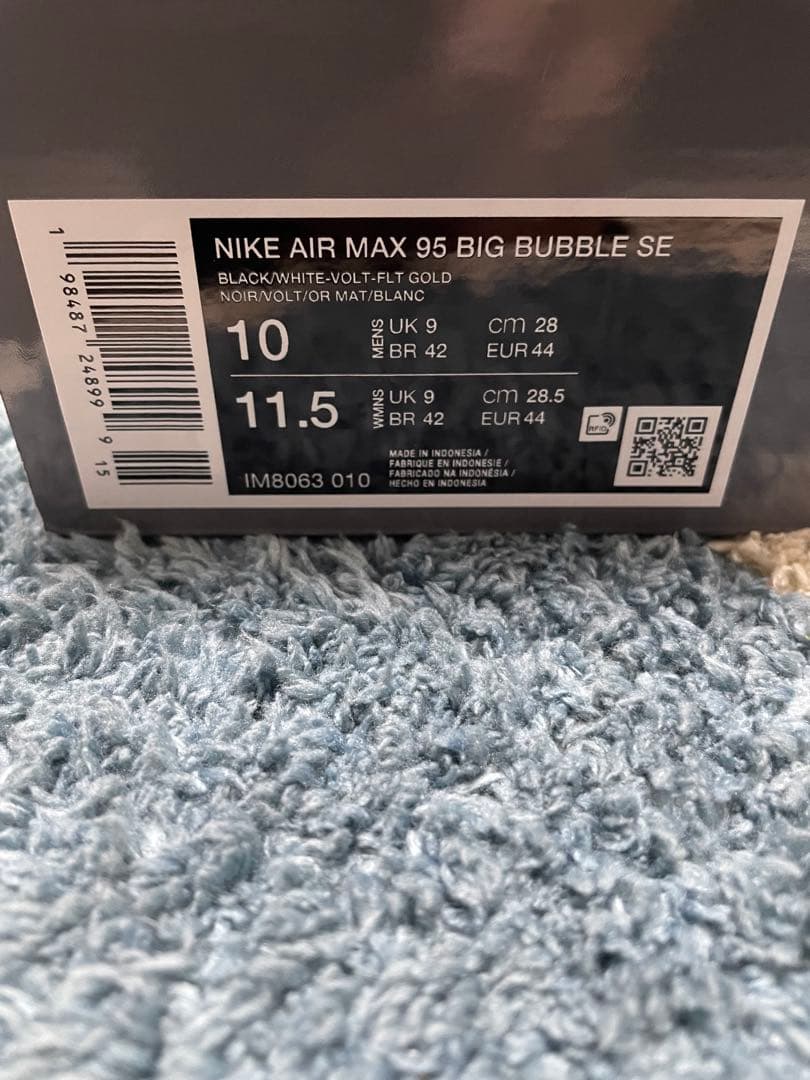 NIKE AIR MAX 95 BIG BUBBLE SE
BLACK/WHITE-VOLT-FLT GOLD
NOIR/VOLT/OR MAT/BLANC
10 MENS UK 9 cm 28
BR 42 EUR 44
11.5 WMNS UK 9 cm 28.5
BR 42 EUR 44
RFID
IM8063 010
MADE IN INDONESIA /
FABRIQUE EN INDONESIE /
FABRICADO NA INDONÉSIA /
HECHO EN INDONESIA
1 98487 24899 9 15